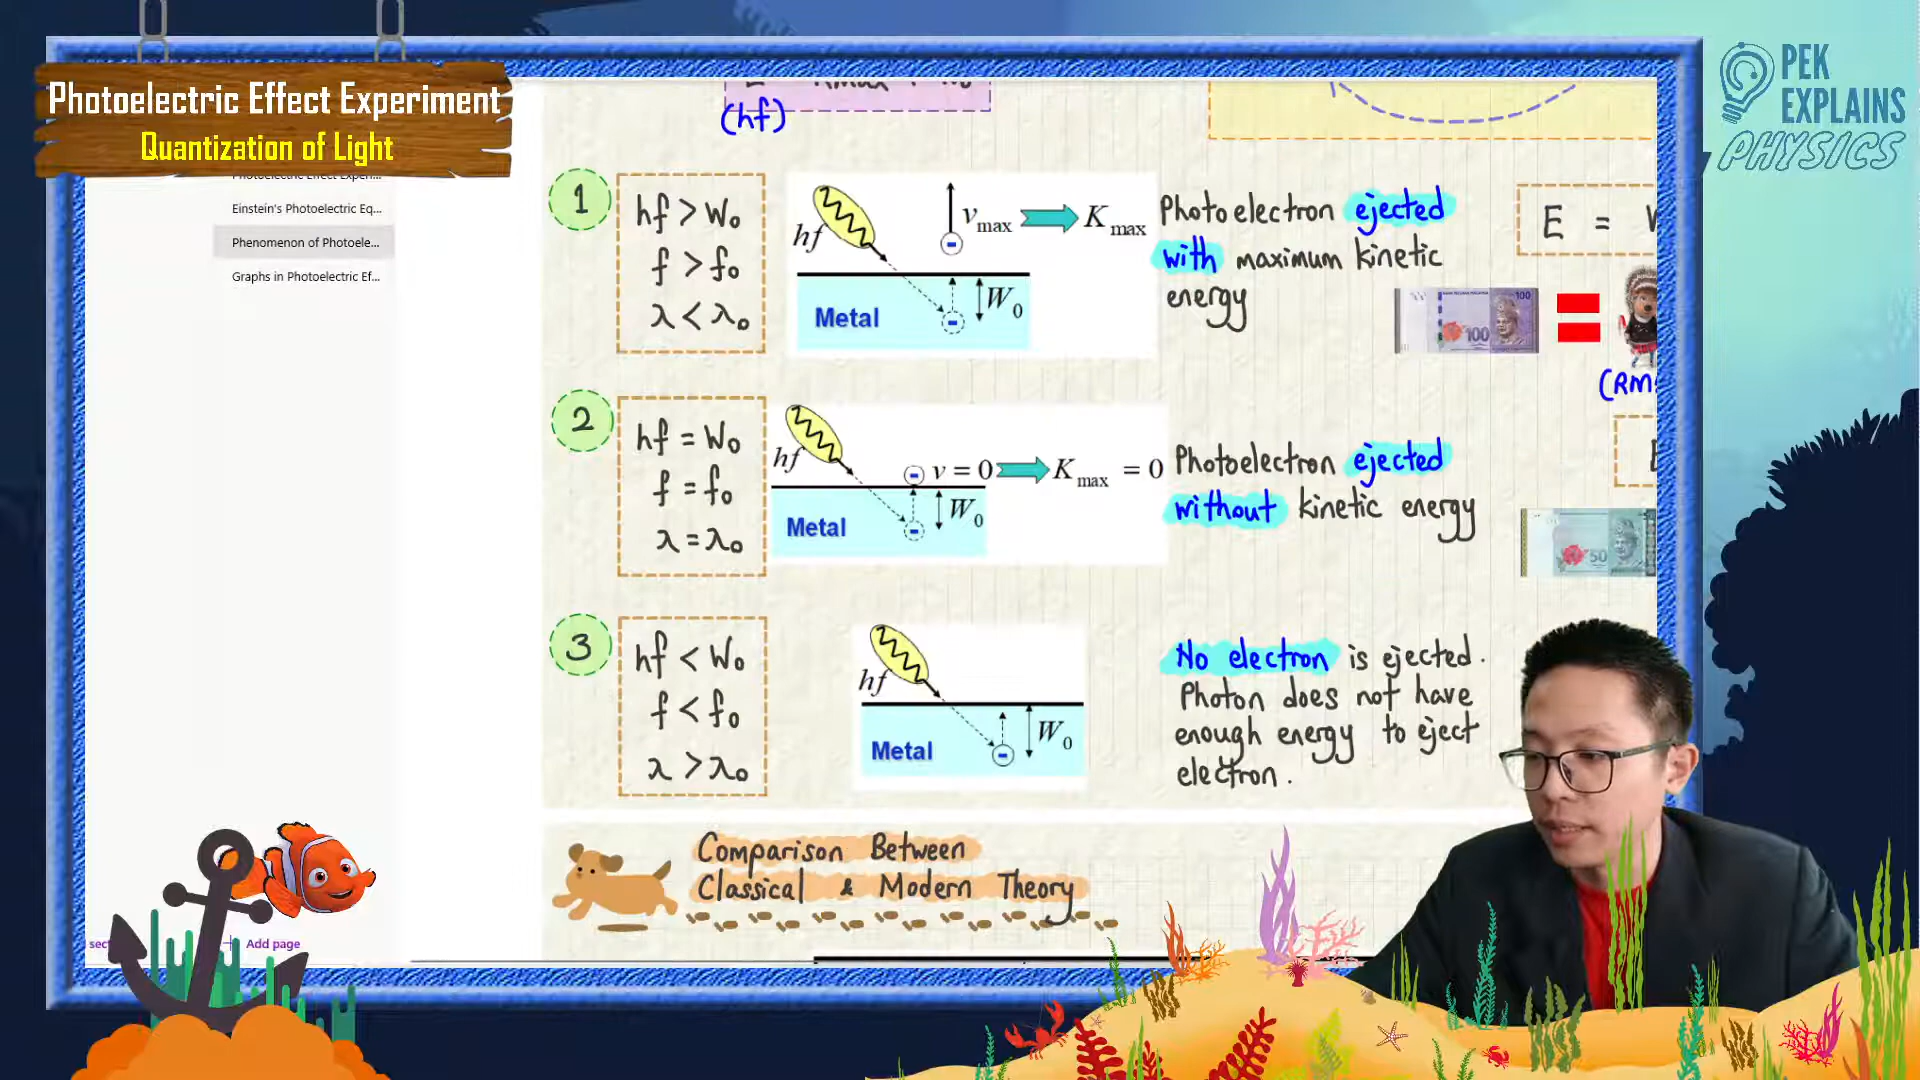 Photoelectric Effect Experiment
Quantization of Light
PEK
EXPLAINS
PHYSICS
Einstein's Photoelectric Eq...
Phenomenon of Photoele...
Graphs in Photoelectric Ef...
Add page
(hf)
1
hf > W₀
f > f₀
λ < λ₀
hf
v max
K max
W₀
Metal
Photoelectron ejected
with maximum kinetic
energy
E =
100
(RM
2
hf = W₀
f = f₀
λ = λ₀
hf
v = 0
K max = 0
W₀
Metal
Photoelectron ejected
without kinetic energy
50
3
hf < W₀
f < f₀
λ > λ₀
hf
W₀
Metal
No electron is ejected.
Photon does not have
enough energy to eject
electron.
Comparison Between
Classical & Modern Theory